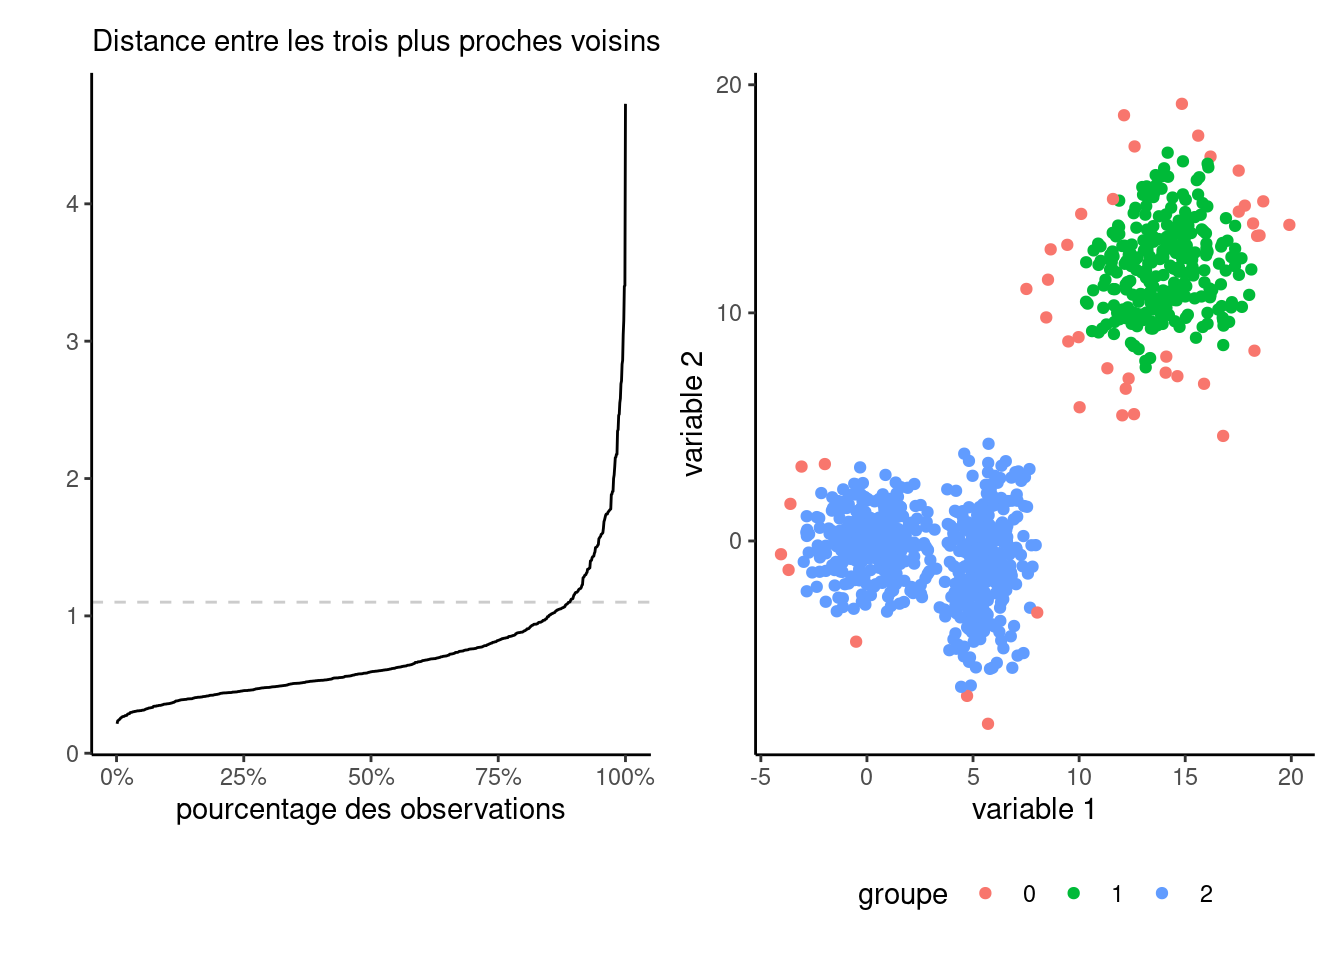 Distance entre les trois plus proches voisins
4
3
2
1
0
0% 25% 50% 75% 100%
pourcentage des observations
20
10
0
variable 2
-5 0 5 10 15 20
variable 1
groupe 0 1 2